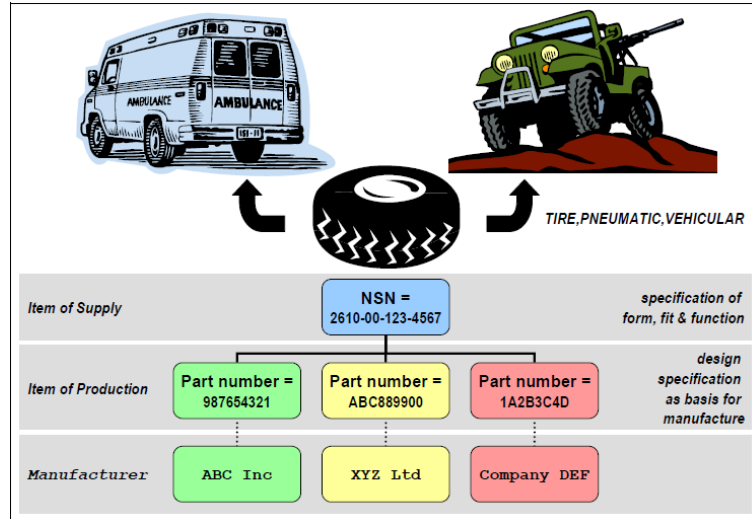 AMBULANCE
AMBULANCE
TIRE,PNEUMATIC,VEHICULAR
Item of Supply
NSN =
2610-00-123-4567
specification of
form, fit & function
Item of Production
Part number =
987654321
Part number =
ABC889900
Part number =
1A2B3C4D
design
specification
as basis for
manufacture
Manufacturer
ABC Inc
XYZ Ltd
Company DEF